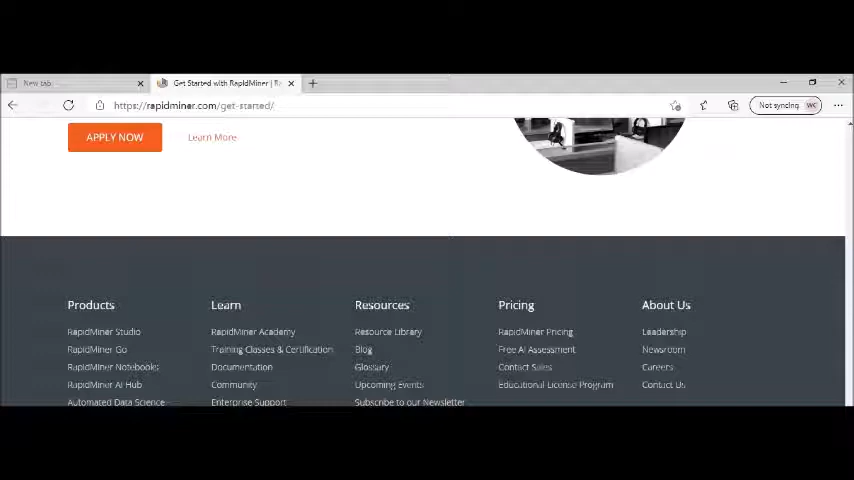 New tab
Get Started with RapidMiner | Ra
https://rapidminer.com/get-started/
Not syncing
WC
APPLY NOW
Learn More
Products
RapidMiner Studio
RapidMiner Go
RapidMiner Notebooks
RapidMiner AI Hub
Automated Data Science
Learn
RapidMiner Academy
Training Classes & Certification
Documentation
Community
Enterprise Support
Resources
Resource Library
Blog
Glossary
Upcoming Events
Subscribe to our Newsletter
Pricing
RapidMiner Pricing
Free AI Assessment
Contact Sales
Educational License Program
About Us
Leadership
Newsroom
Careers
Contact Us